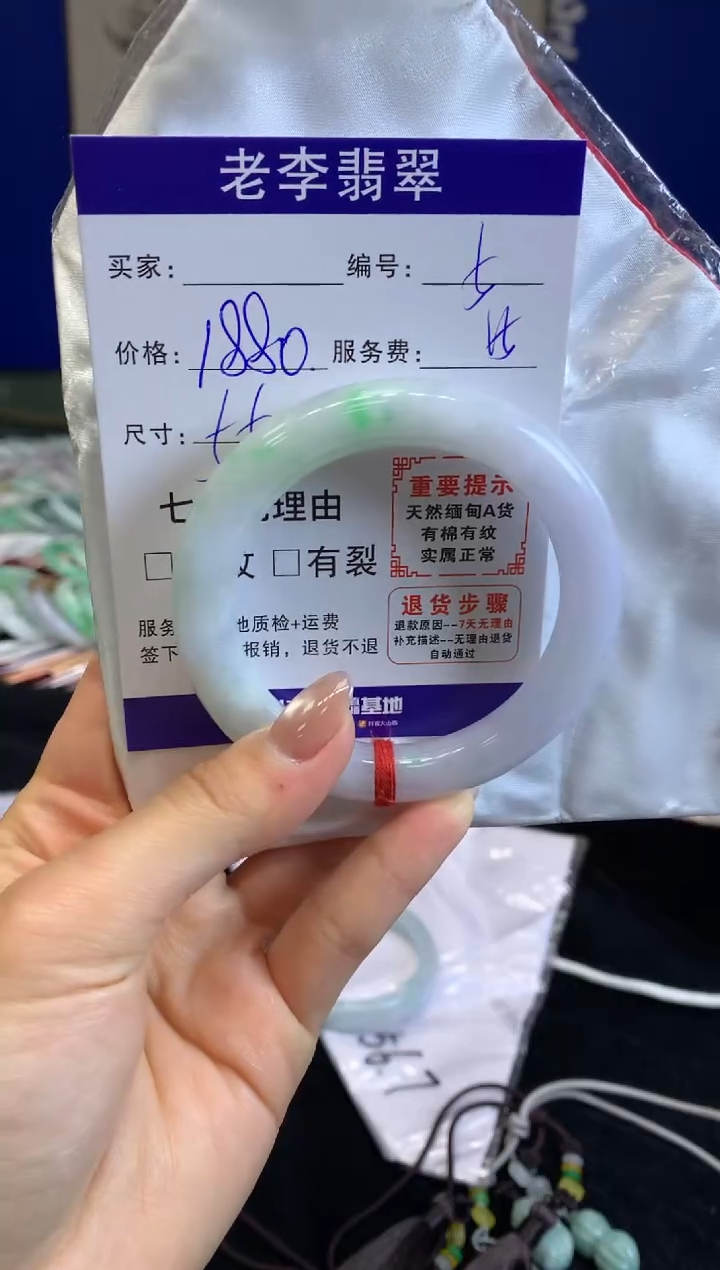 老李翡翠
买家：
编号：
价格：1880
服务费：
尺寸：
七 理由
□ □有裂
重要提示
天然缅甸A货
有棉有纹
实属正常
服务 质检+运费
签下 报销，退货不退
退货步骤
退款原因--7天无理由
补充描述--无理由退货
自动通过
基地
56.7